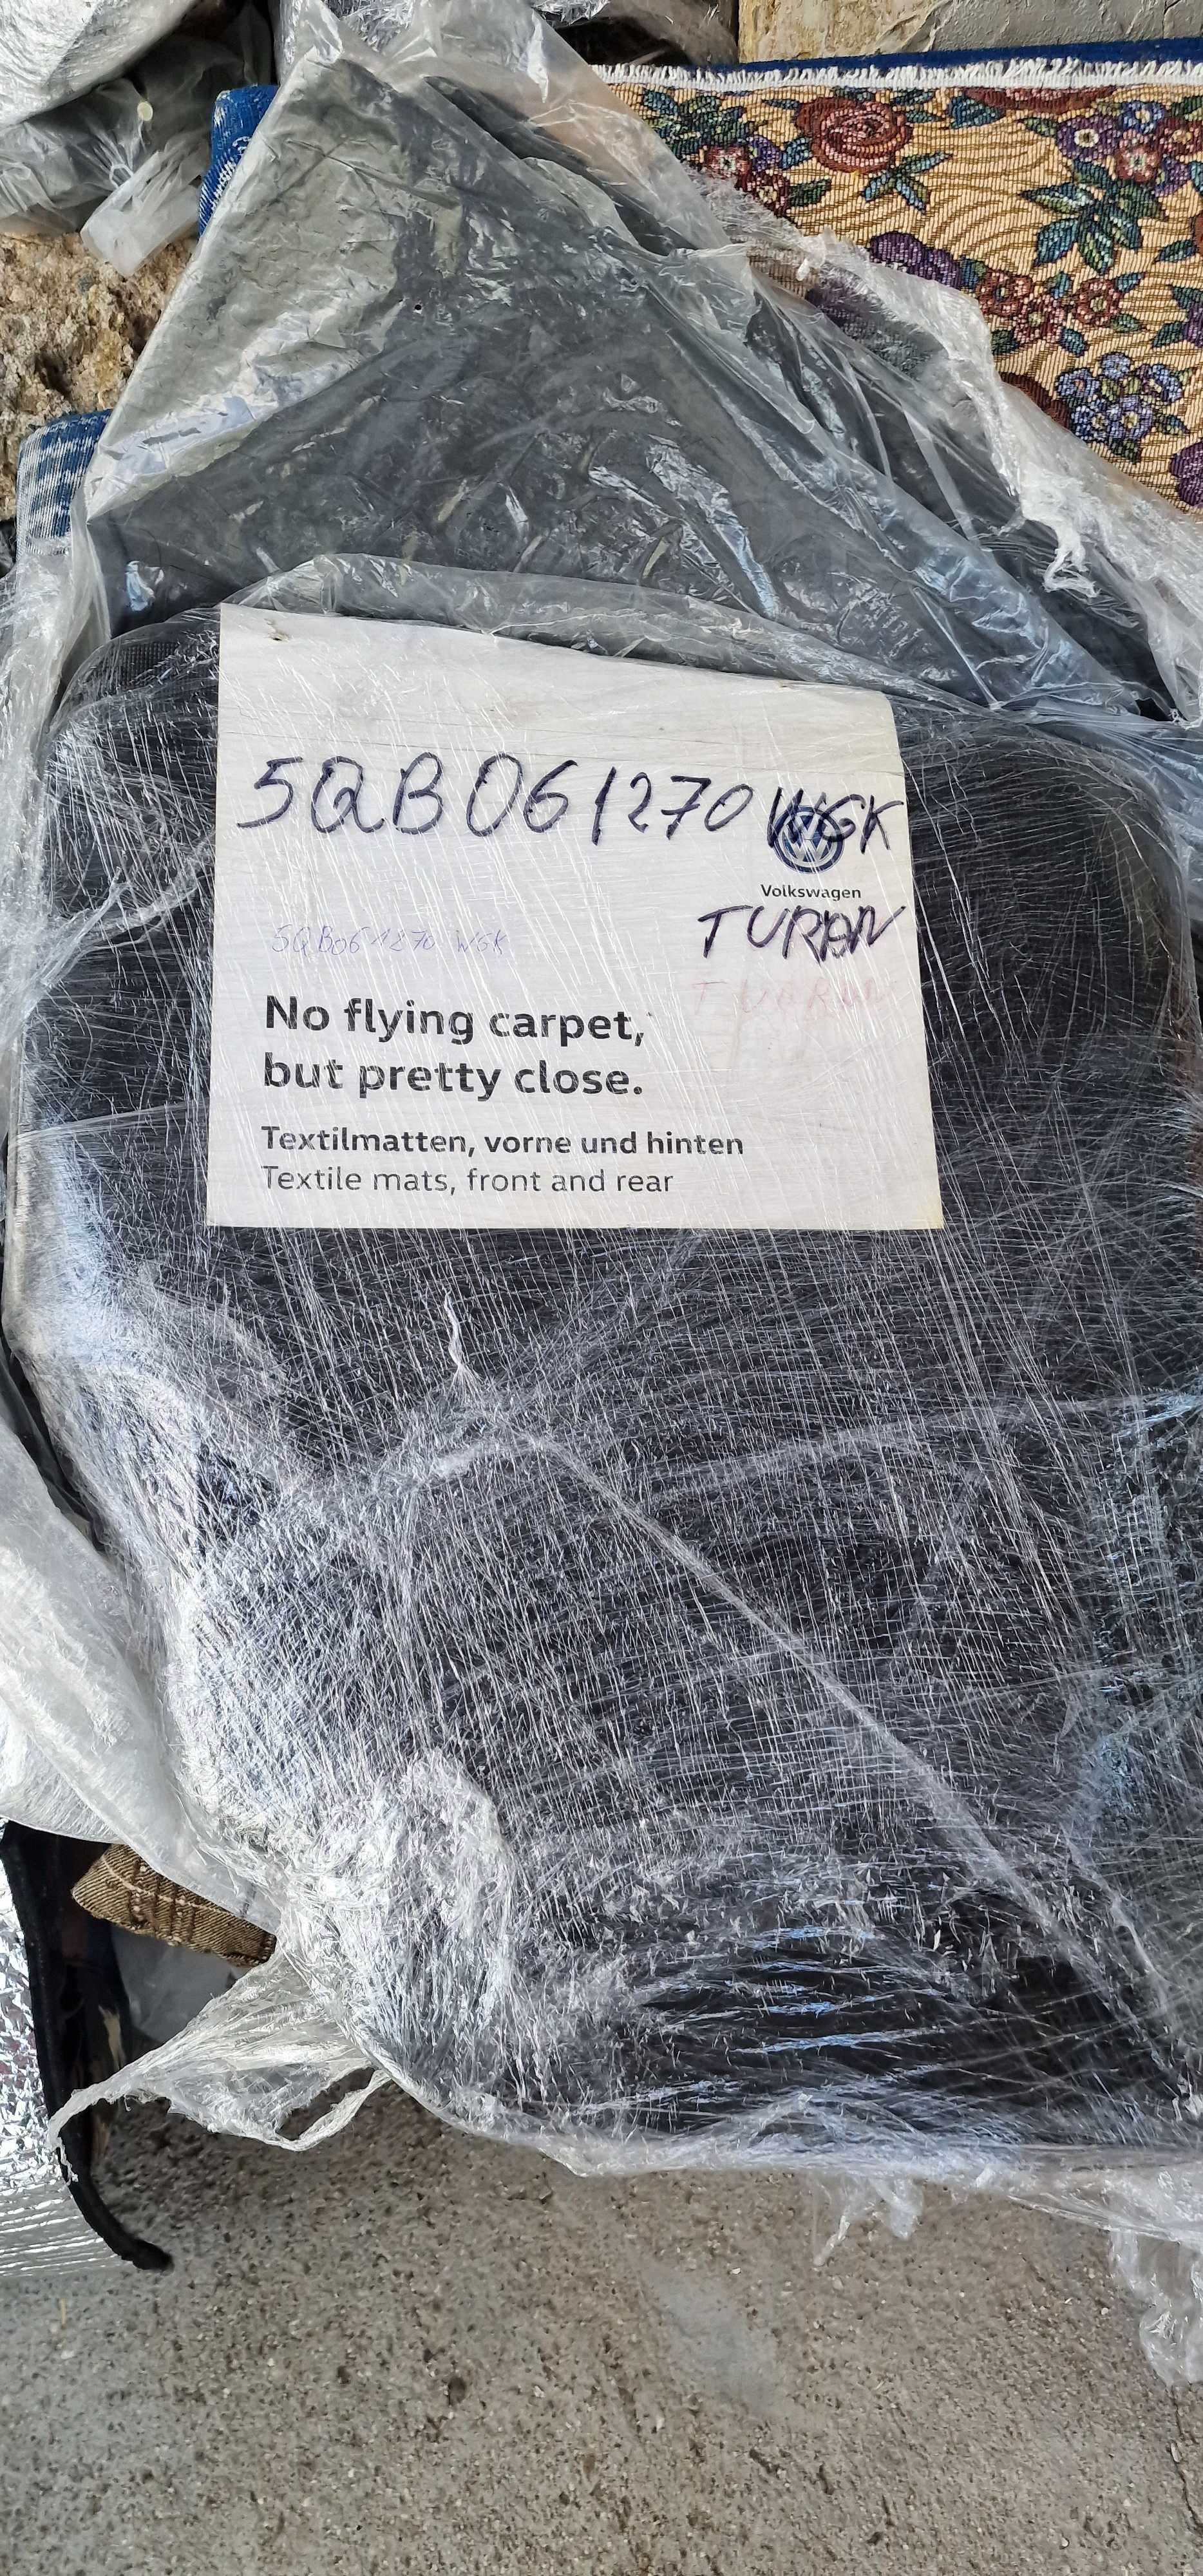 5QB061270 WGK
Volkswagen
TURAN
5QB061270 WGK
No flying carpet,
but pretty close.
Textilmatten, vorne und hinten
Textile mats, front and rear